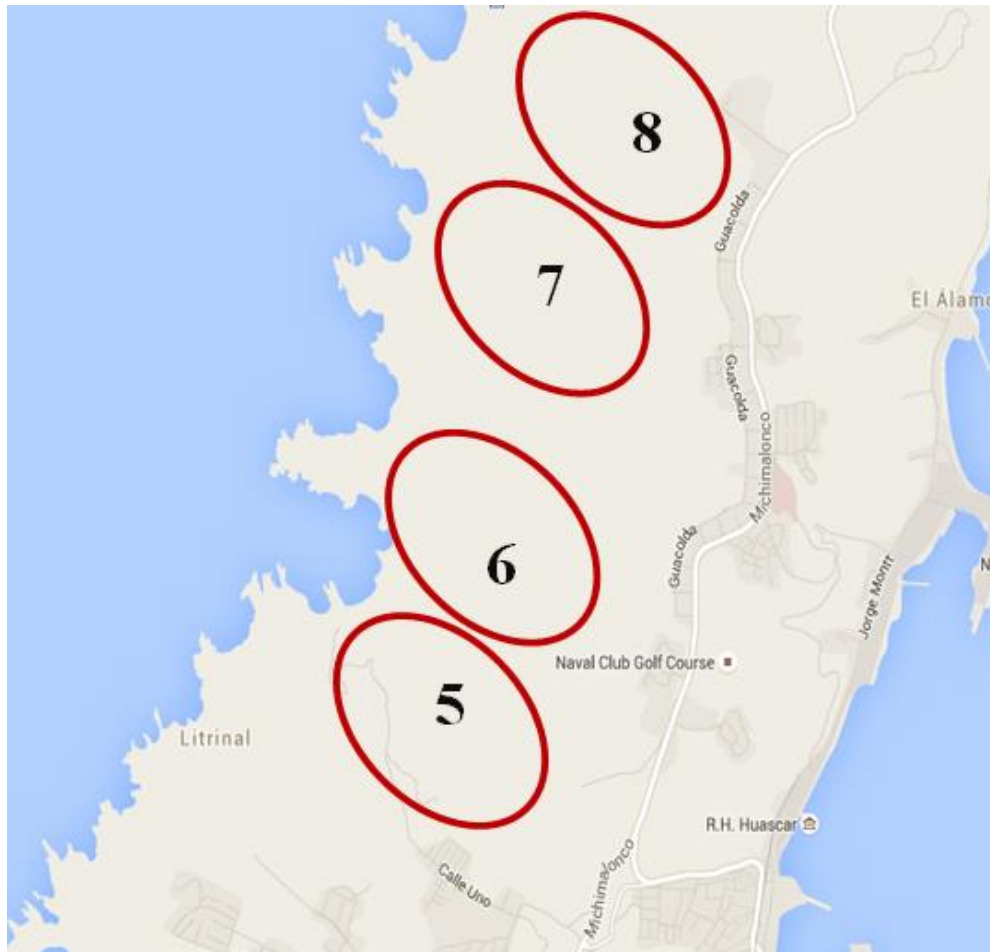 8
Guacolda
7
El Álamo
Guacolda
Michimalonco
6
Guacolda
Jorge Montt
N
Naval Club Golf Course
5
Litrinal
R.H. Huascar
Michimalonco
Calle Uno